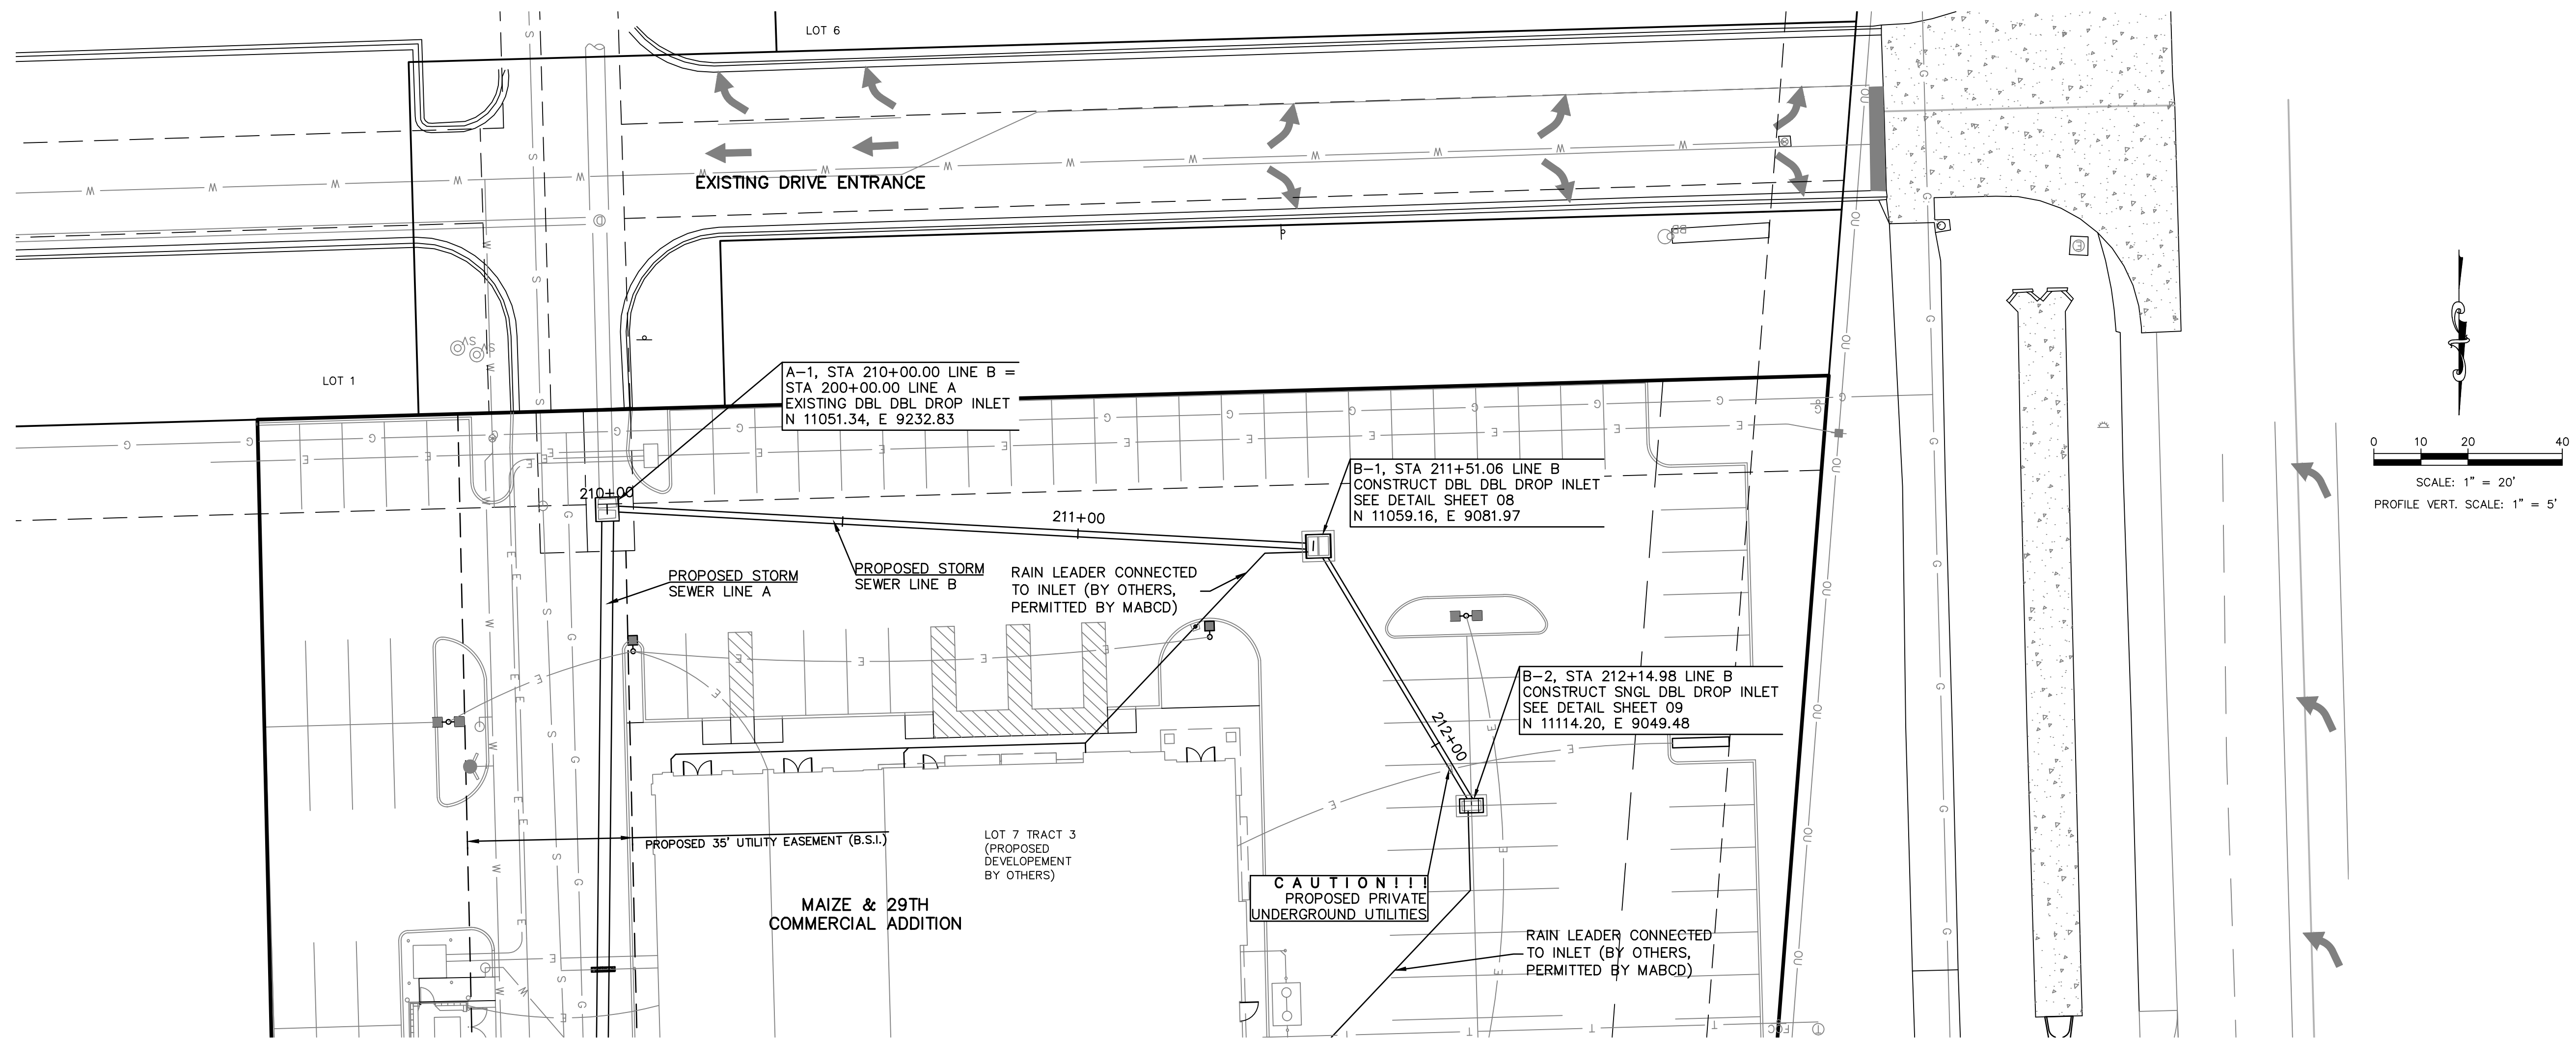 LOT 6
EXISTING DRIVE ENTRANCE
LOT 1
SV
SV
A-1, STA 210+00.00 LINE B =
STA 200+00.00 LINE A
EXISTING DBL DBL DROP INLET
N 11051.34, E 9232.83
B-1, STA 211+51.06 LINE B
CONSTRUCT DBL DBL DROP INLET
SEE DETAIL SHEET 08
N 11059.16, E 9081.97
0 10 20 40
SCALE: 1" = 20'
PROFILE VERT. SCALE: 1" = 5'
210+00
211+00
PROPOSED STORM
SEWER LINE A
PROPOSED STORM
SEWER LINE B
RAIN LEADER CONNECTED
TO INLET (BY OTHERS,
PERMITTED BY MABCD)
B-2, STA 212+14.98 LINE B
CONSTRUCT SNGL DBL DROP INLET
SEE DETAIL SHEET 09
N 11114.20, E 9049.48
212+00
PROPOSED 35' UTILITY EASEMENT (B.S.I.)
LOT 7 TRACT 3
(PROPOSED
DEVELOPEMENT
BY OTHERS)
MAIZE & 29TH
COMMERCIAL ADDITION
CAUTION!!!
PROPOSED PRIVATE
UNDERGROUND UTILITIES
RAIN LEADER CONNECTED
TO INLET (BY OTHERS,
PERMITTED BY MABCD)